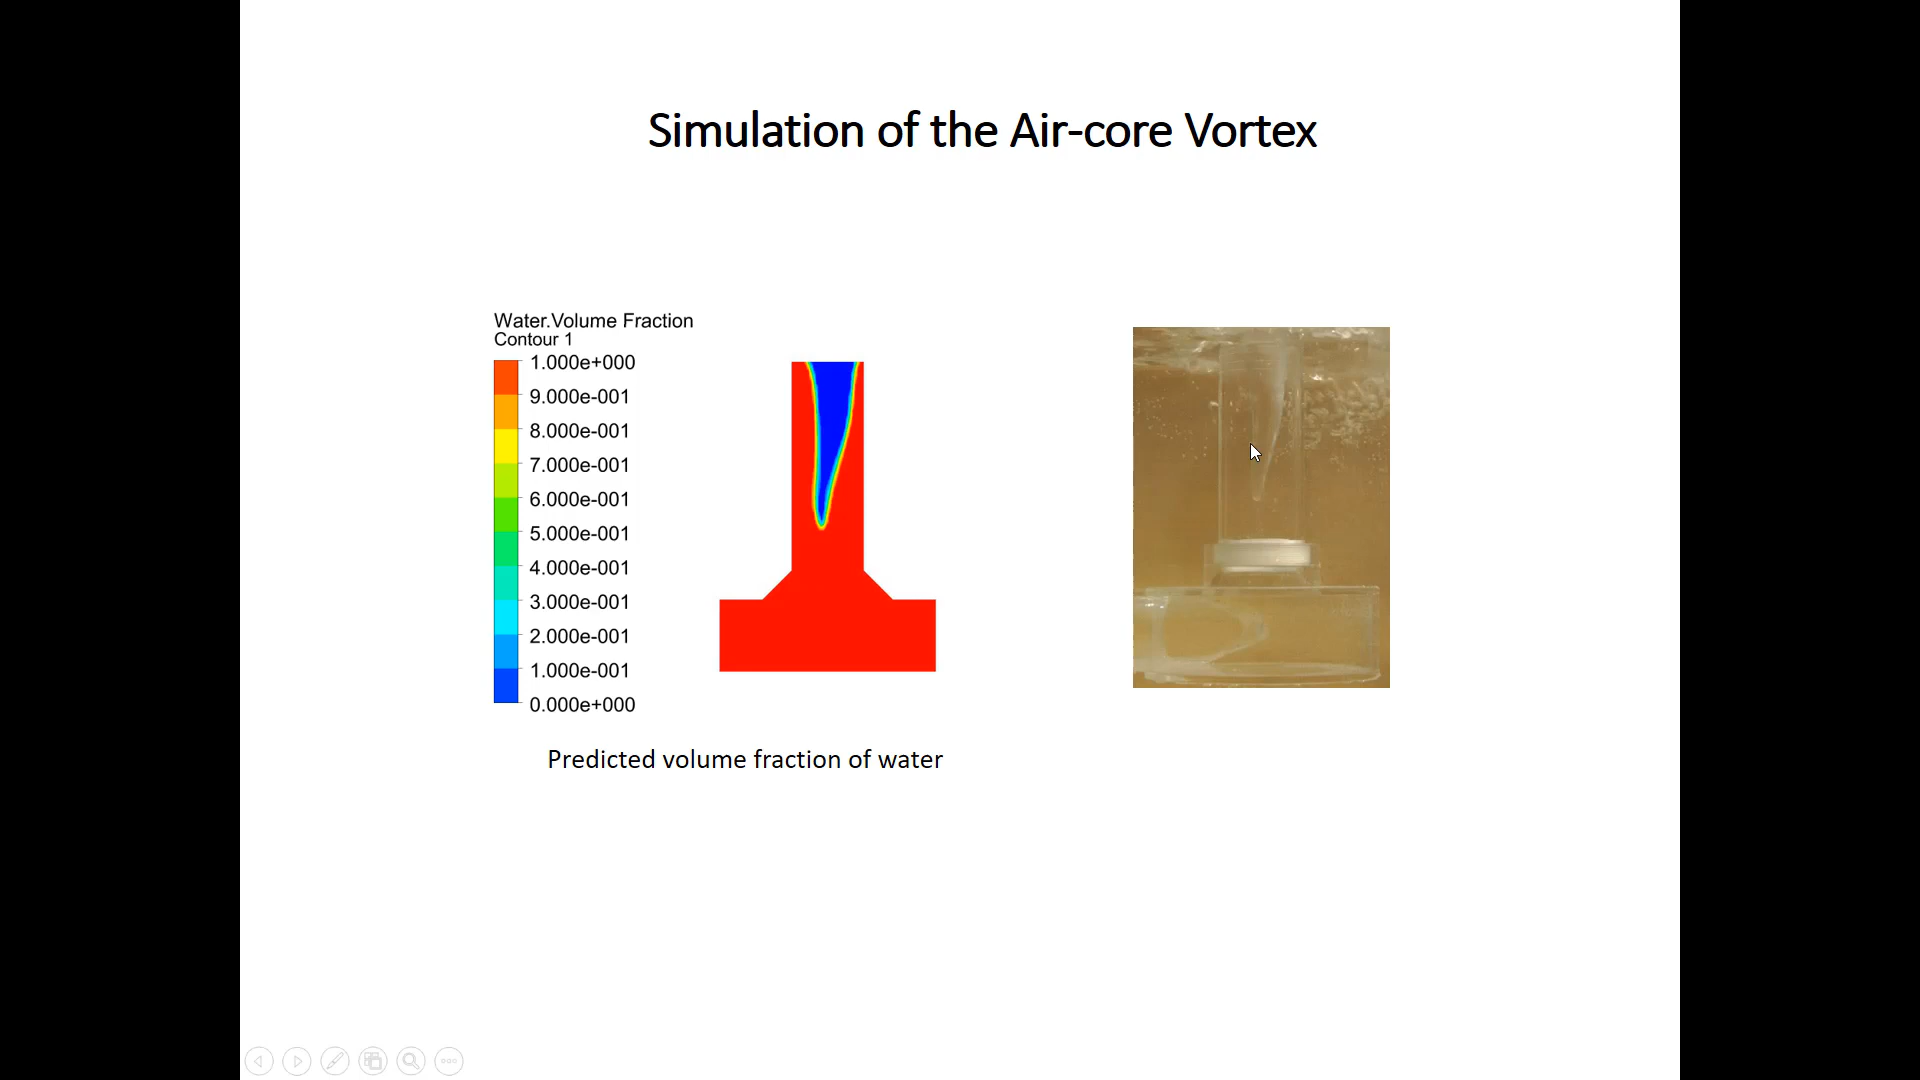 Simulation of the Air-core Vortex
Water.Volume Fraction
Contour 1
1.000e+000
9.000e-001
8.000e-001
7.000e-001
6.000e-001
5.000e-001
4.000e-001
3.000e-001
2.000e-001
1.000e-001
0.000e+000
Predicted volume fraction of water